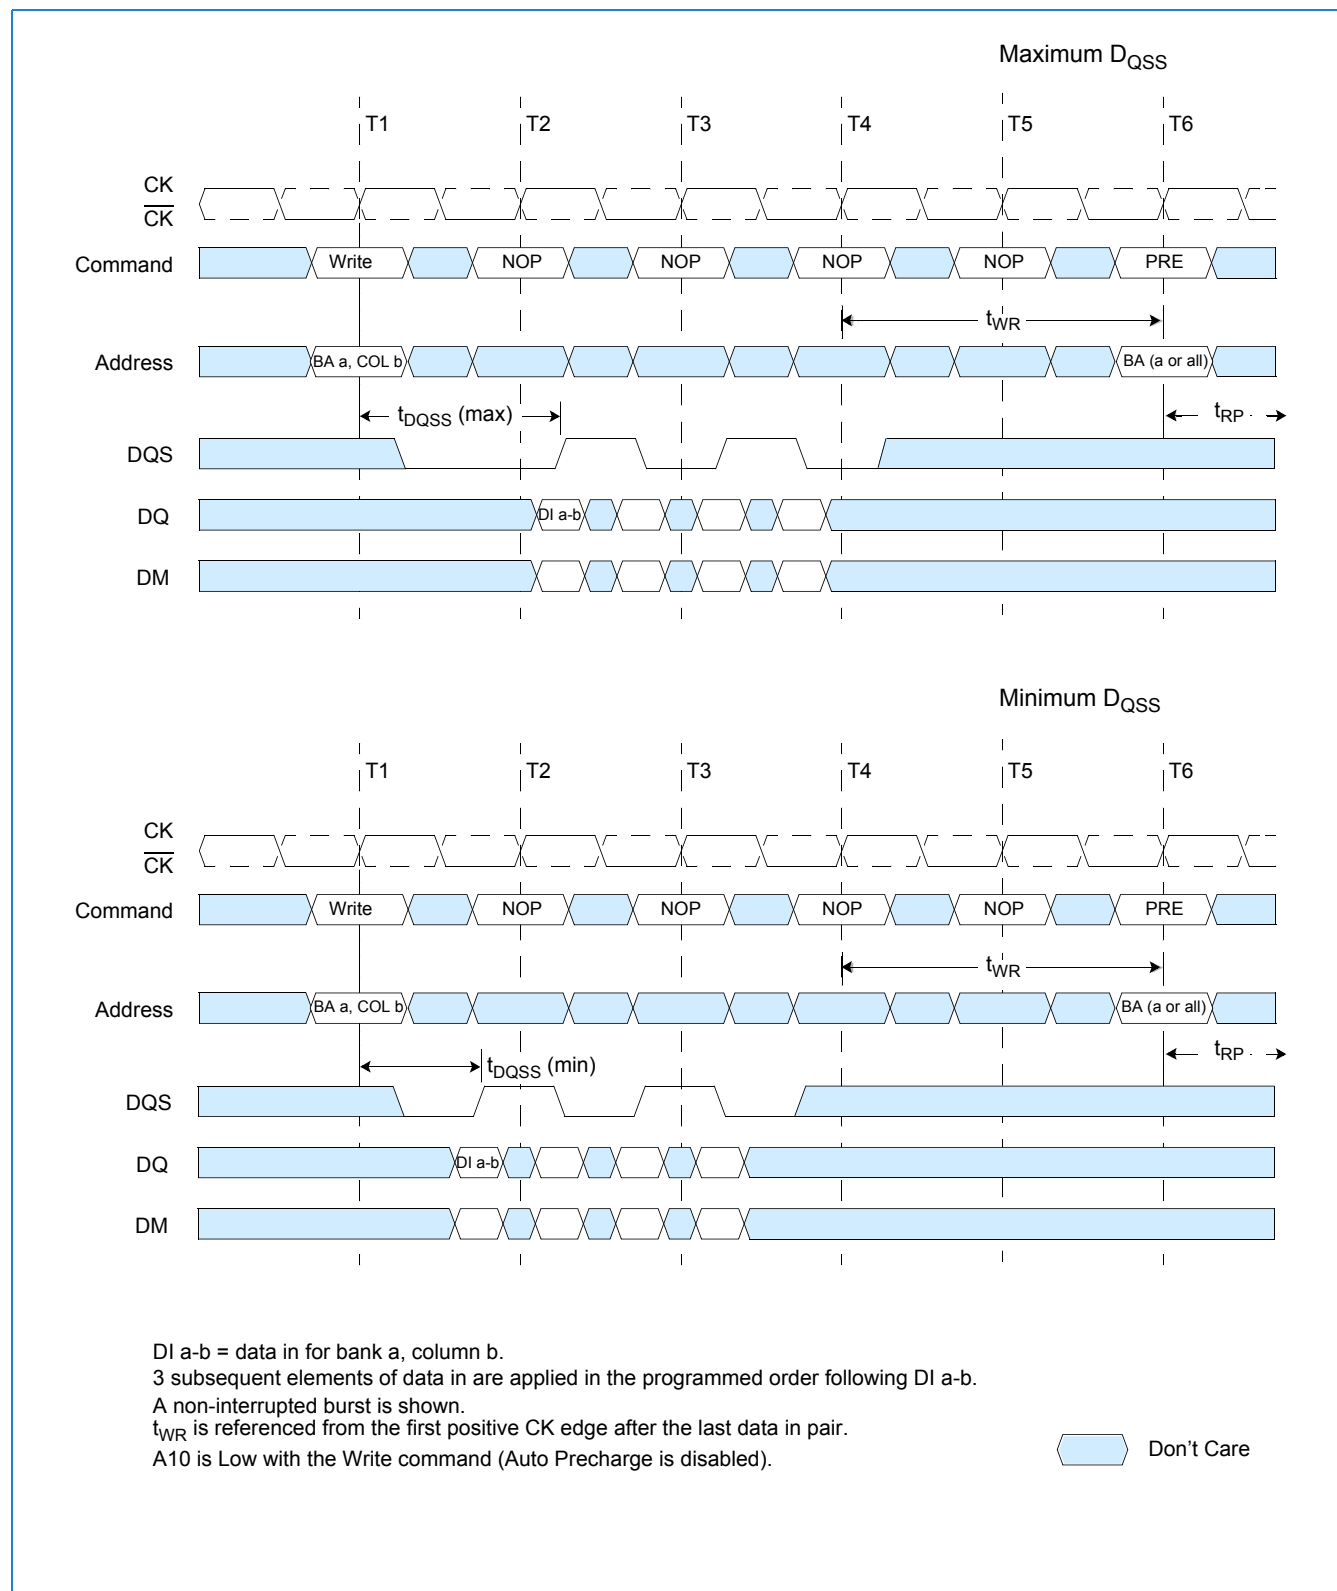 Maximum DQSS
T1 T2 T3 T4 T5 T6
CK
CK
Command Write NOP NOP NOP NOP PRE
tWR
Address BA a, COL b BA (a or all)
tDQSS (max) tRP
DQS
DQ DI a-b
DM
Minimum DQSS
T1 T2 T3 T4 T5 T6
CK
CK
Command Write NOP NOP NOP NOP PRE
tWR
Address BA a, COL b BA (a or all)
tDQSS (min) tRP
DQS
DQ DI a-b
DM
DI a-b = data in for bank a, column b.
3 subsequent elements of data in are applied in the programmed order following DI a-b.
A non-interrupted burst is shown.
tWR is referenced from the first positive CK edge after the last data in pair.
A10 is Low with the Write command (Auto Precharge is disabled).
Don't Care